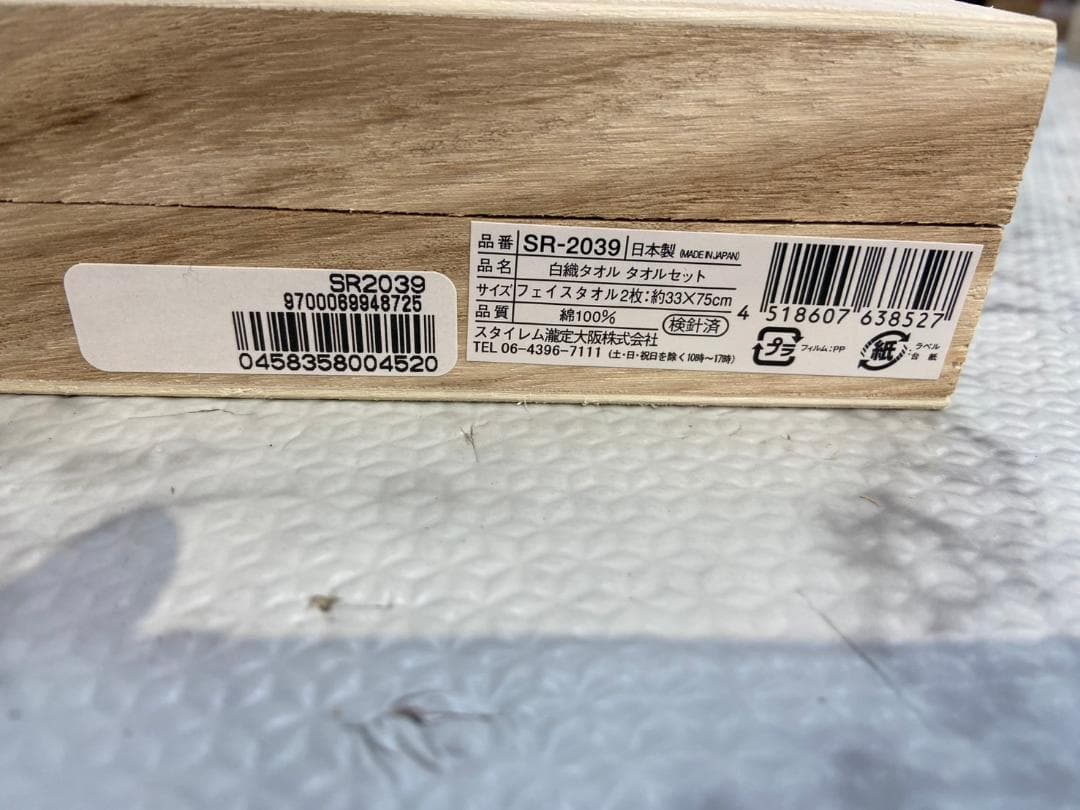 SR2039
9700069948725
0458358004520
品番 SR-2039 日本製 (MADE IN JAPAN)
品名 白織タオル タオルセット
サイズ フェイスタオル2枚:約33×75cm
品質 綿100%
検針済
スタイレム瀧定大阪株式会社
TEL 06-4396-7111 (土・日・祝日を除く10時〜17時)
4 518607 638527
プラ フィルム:PP
紙 ラベル台紙